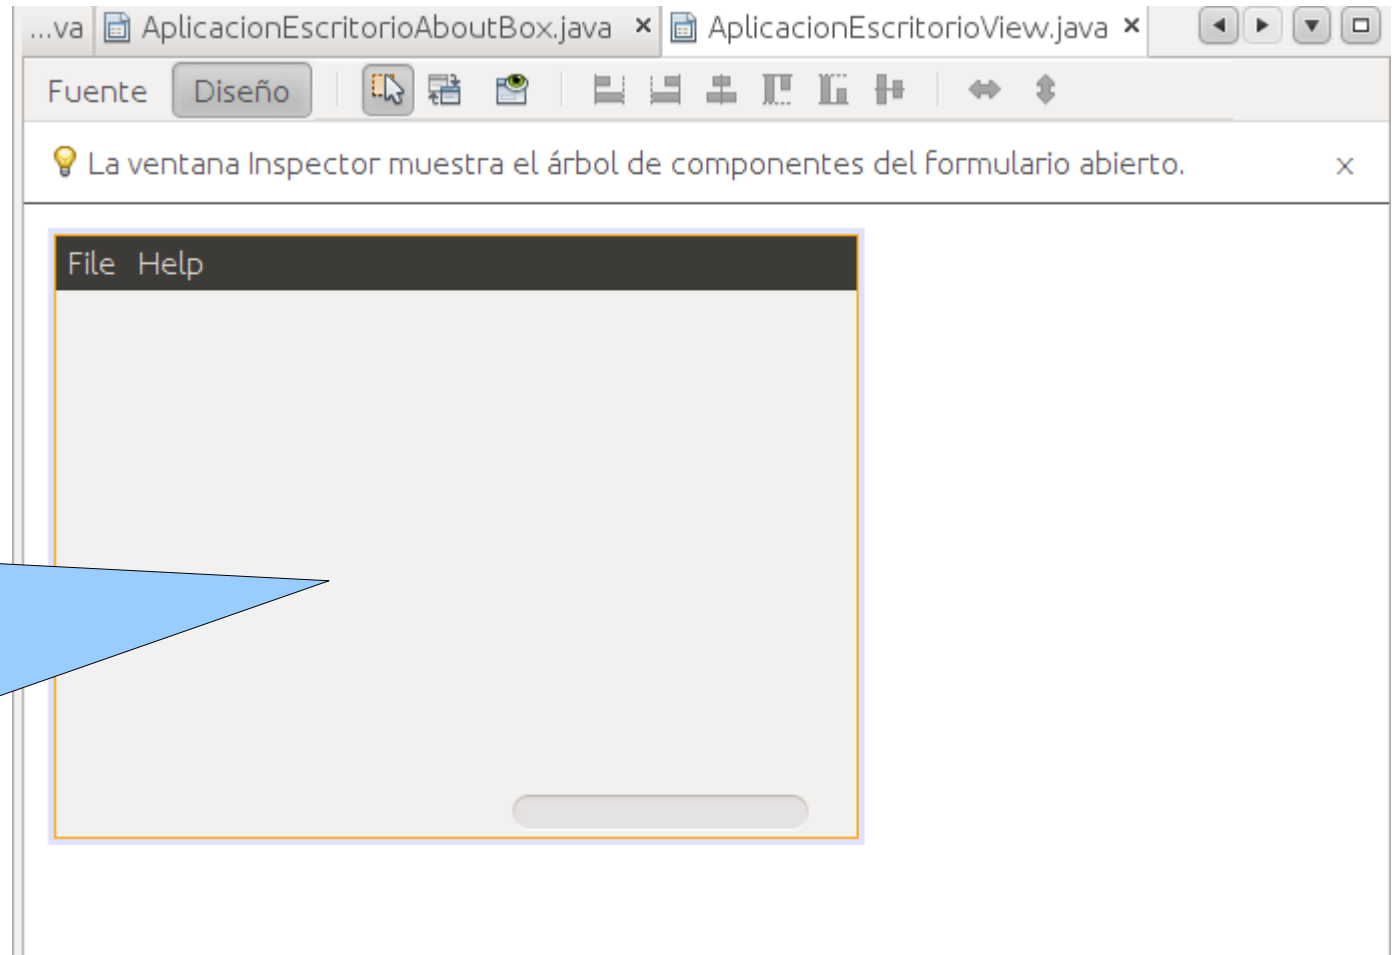 ...va AplicacionEscritorioAboutBox.java × AplicacionEscritorioView.java ×
Fuente Diseño
La ventana Inspector muestra el árbol de componentes del formulario abierto. ×
File Help